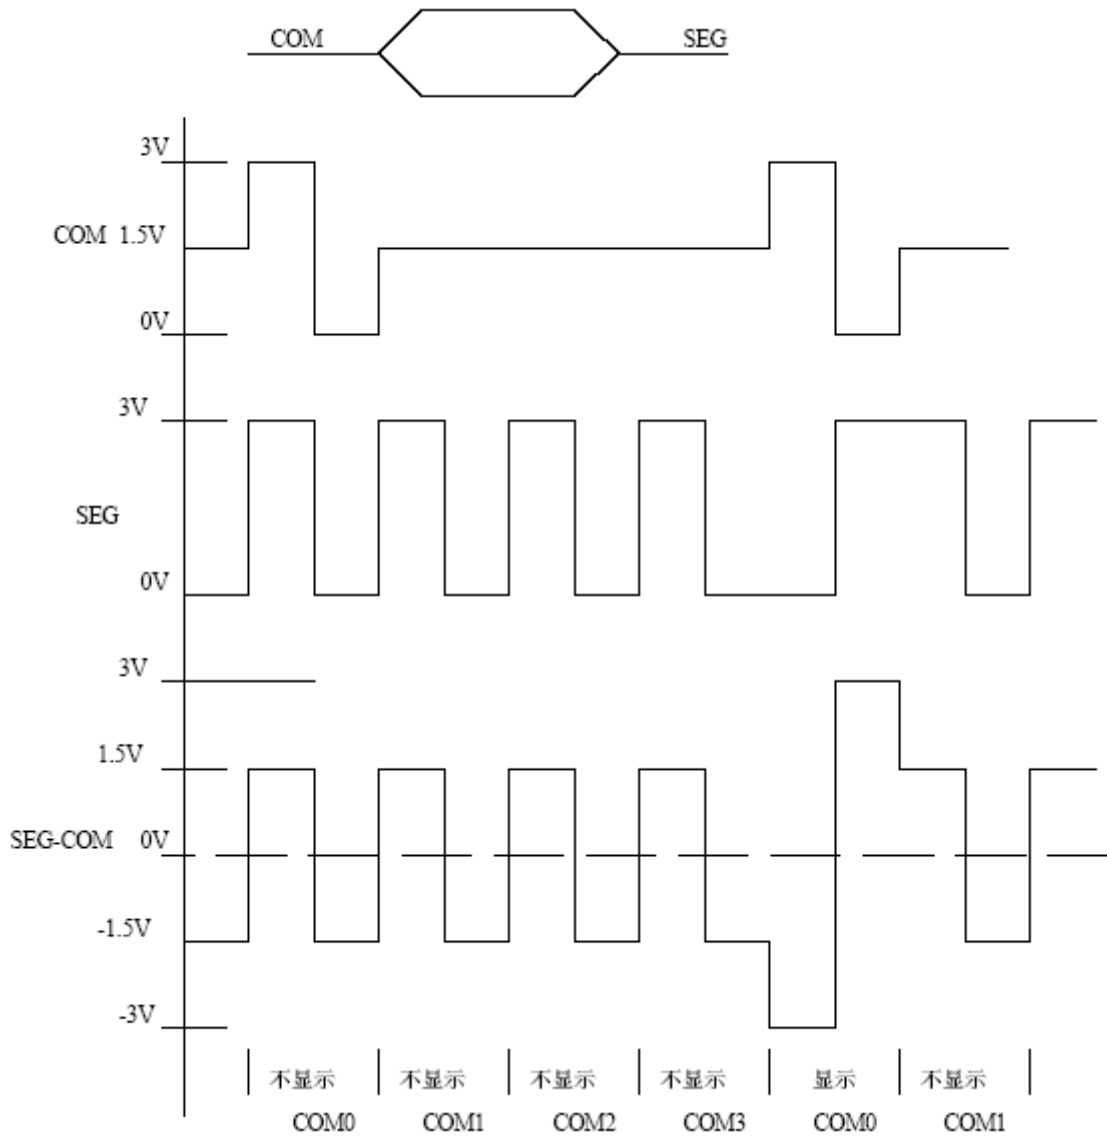 COM SEG
3V
COM 1.5V
0V
3V
SEG
0V
3V
1.5V
SEG-COM 0V
-1.5V
-3V
不显示 不显示 不显示 不显示 显示 不显示
COM0 COM1 COM2 COM3 COM0 COM1